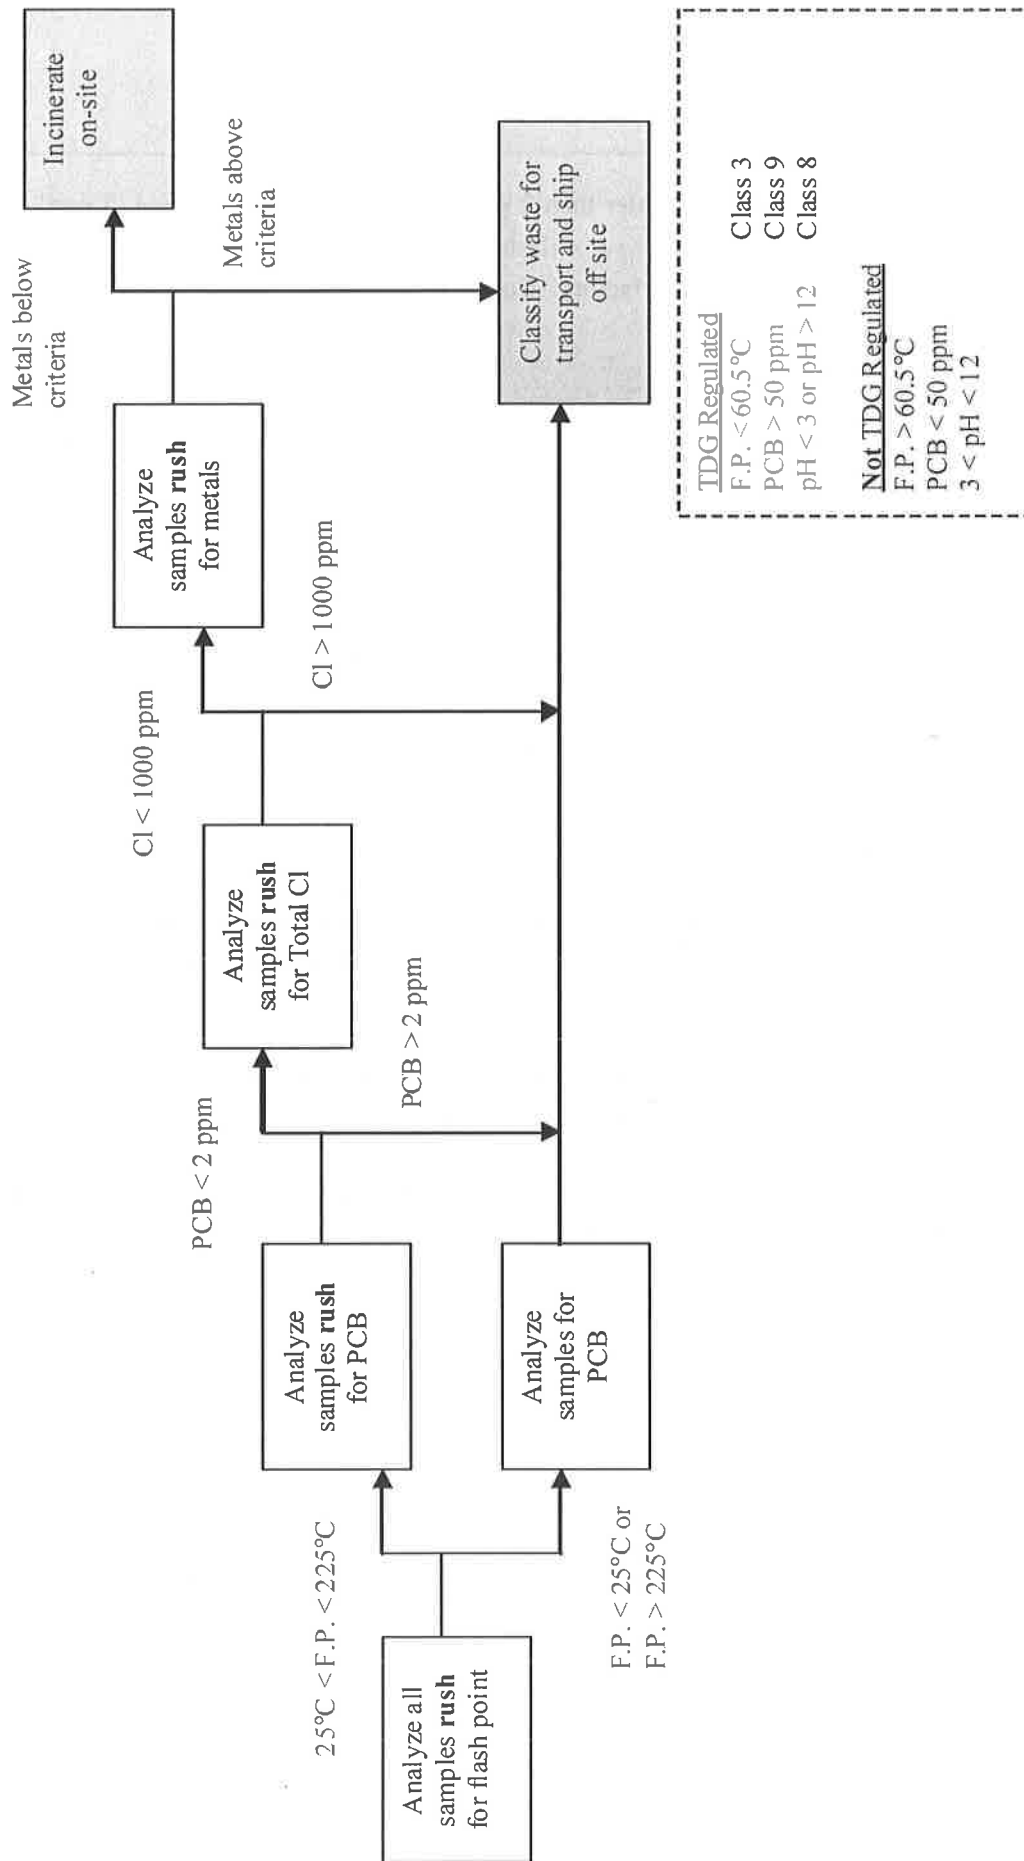 Analyze all
samples rush
for flash point
25°C < F.P. < 225°C
F.P. < 25°C or
F.P. > 225°C
Analyze
samples rush
for PCB
Analyze
samples for
PCB
PCB < 2 ppm
PCB > 2 ppm
Analyze
samples rush
for Total Cl
Cl < 1000 ppm
Cl > 1000 ppm
Analyze
samples rush
for metals
Metals below
criteria
Metals above
criteria
Incinerate
on-site
Classify waste for
transport and ship
off site
TDG Regulated
F.P. < 60.5°C Class 3
PCB > 50 ppm Class 9
pH < 3 or pH > 12 Class 8
Not TDG Regulated
F.P. > 60.5°C
PCB < 50 ppm
3 < pH < 12